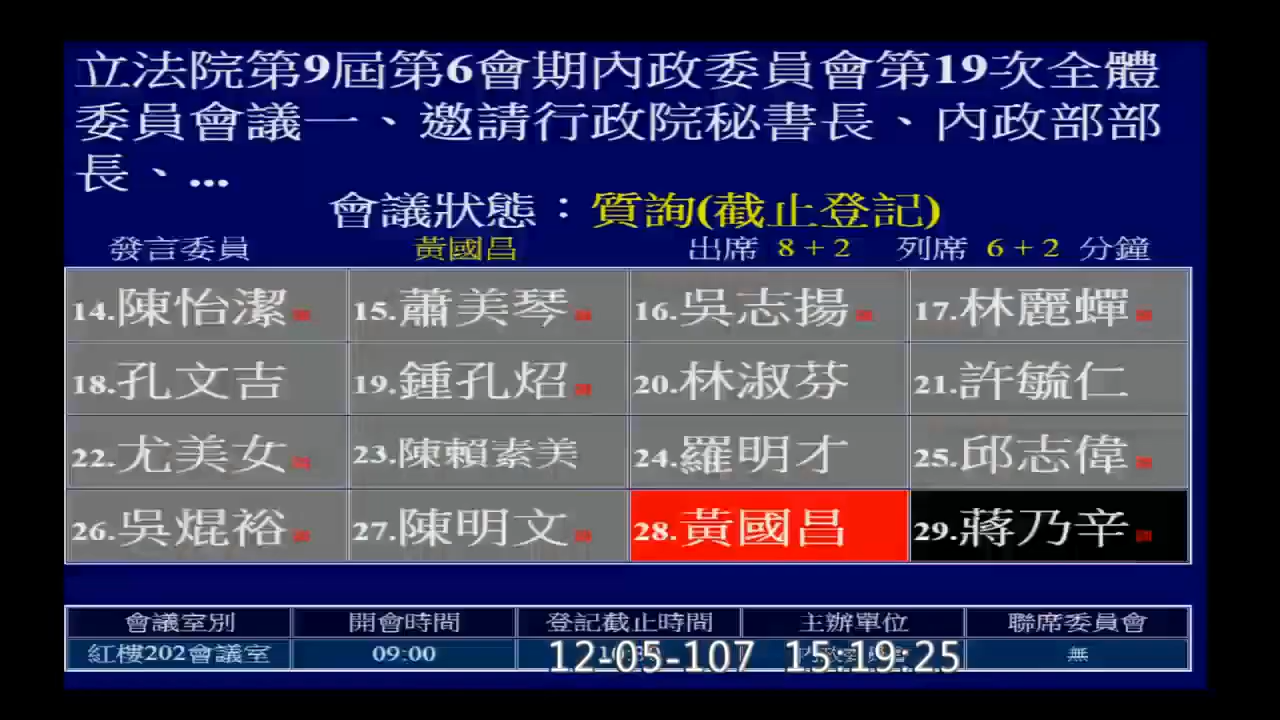 立法院第9屆第6會期內政委員會第19次全體
委員會議一、邀請行政院秘書長、內政部部
長、...
會議狀態：質詢(截止登記)
發言委員 黃國昌 出席 8+2 列席 6+2 分鐘
14.陳怡潔 15.蕭美琴 16.吳志揚 17.林麗蟬
18.孔文吉 19.鍾孔炤 20.林淑芬 21.許毓仁
22.尤美女 23.陳賴素美 24.羅明才 25.邱志偉
26.吳焜裕 27.陳明文 28.黃國昌 29.蔣乃辛
會議室別 開會時間 登記截止時間 主辦單位 聯席委員會
紅樓202會議室 09:00 無
12-05-107 15:19:25